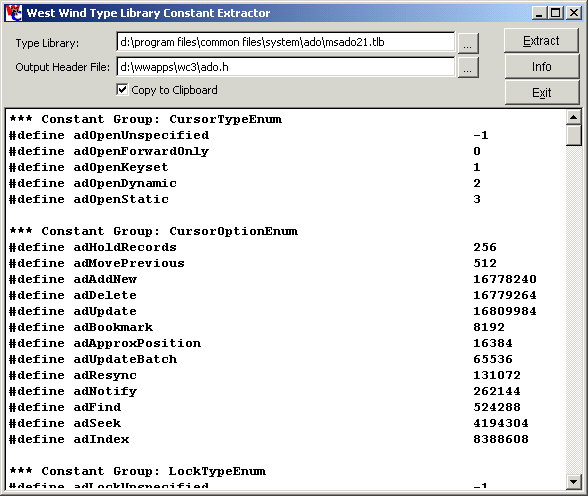 West Wind Type Library Constant Extractor
Type Library: d:\program files\common files\system\ado\msado21.tlb ... Extract
Output Header File: d:\wwapps\wc3\ado.h ... Info
Copy to Clipboard Exit
*** Constant Group: CursorTypeEnum
#define adOpenUnspecified -1
#define adOpenForwardOnly 0
#define adOpenKeyset 1
#define adOpenDynamic 2
#define adOpenStatic 3
*** Constant Group: CursorOptionEnum
#define adHoldRecords 256
#define adMovePrevious 512
#define adAddNew 16778240
#define adDelete 16779264
#define adUpdate 16809984
#define adBookmark 8192
#define adApproxPosition 16384
#define adUpdateBatch 65536
#define adResync 131072
#define adNotify 262144
#define adFind 524288
#define adSeek 4194304
#define adIndex 8388608
*** Constant Group: LockTypeEnum
#define adLockUnspecified -1